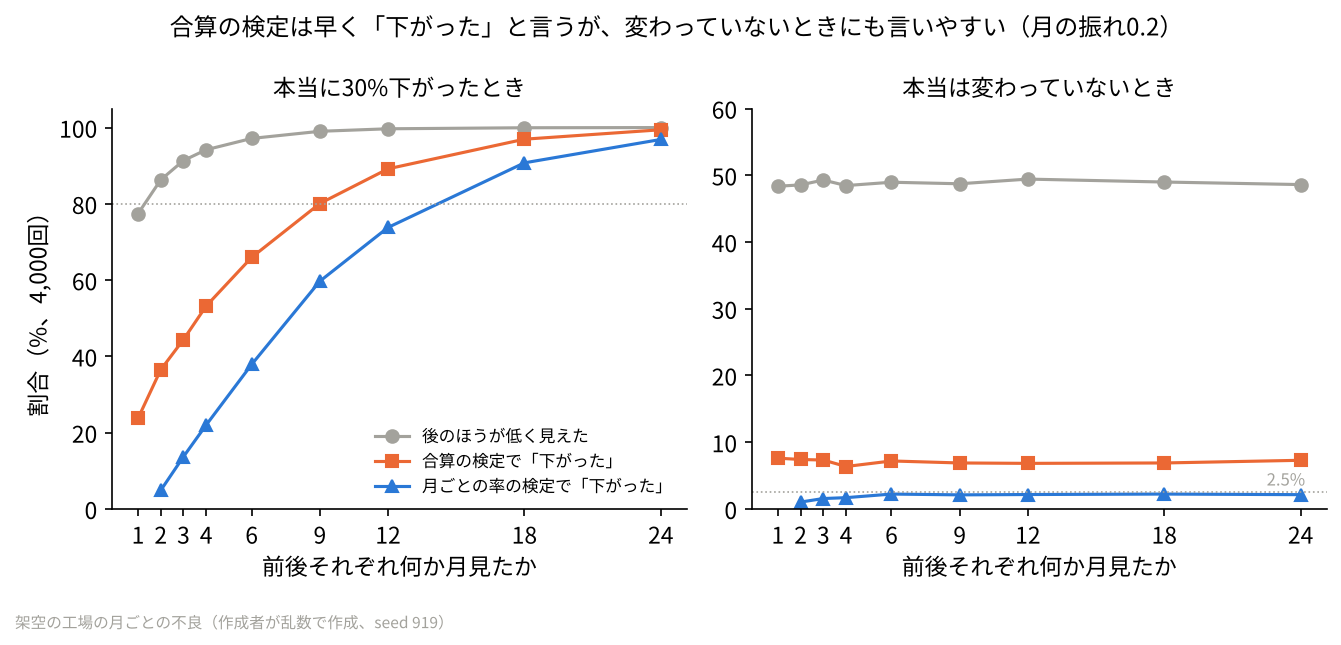 合算の検定は早く「下がった」と言うが、変わっていないときにも言いやすい（月の振れ0.2）
本当に30%下がったとき
割合（%、4,000回）
100
80
60
40
20
0
後のほうが低く見えた
合算の検定で「下がった」
月ごとの率の検定で「下がった」
1 2 3 4 6 9 12 18 24
前後それぞれ何か月見たか
本当は変わっていないとき
60
50
40
30
20
10
0
2.5%
1 2 3 4 6 9 12 18 24
前後それぞれ何か月見たか
架空の工場の月ごとの不良（作成者が乱数で作成、seed 919）